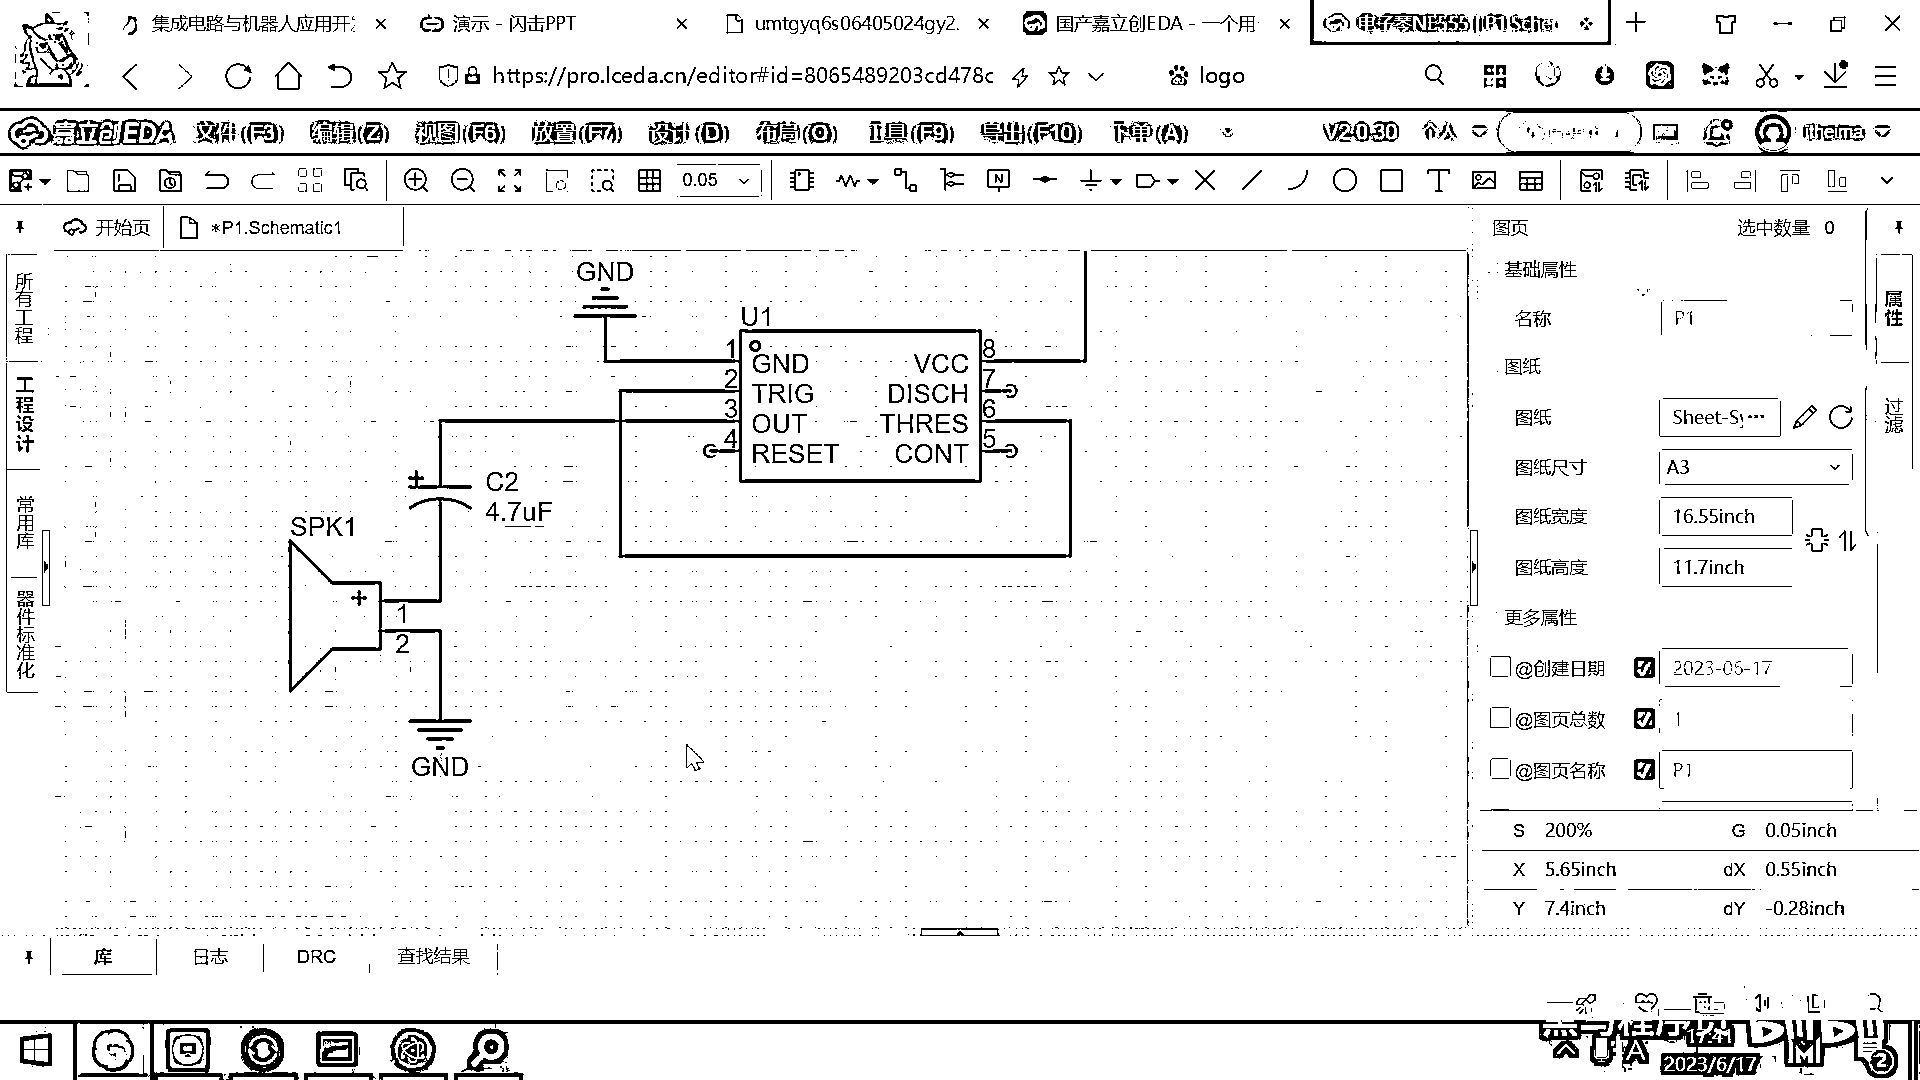 集成电路与机器人应用开发
演示 - 闪击PPT
umtgyq6s06405024gy2.
国产嘉立创EDA - 一个用
https://pro.lceda.cn/editor#id=8065489203cd478c
logo
嘉立创EDA
文件(F3)
编辑(Z)
视图(F6)
放置(F7)
设计(D)
布局(O)
工具(F9)
导出(F10)
下单(A)
V2.0.30
个人
itheima
0.05
开始页
*P1.Schematic1
所有工程
工程设计
常用库
器件标准化
GND
U1
1
GND
2
TRIG
3
OUT
4
RESET
8
VCC
7
DISCH
6
THRES
5
CONT
C2
4.7uF
SPK1
1
2
GND
图页
选中数量 0
基础属性
名称
P1
图纸
图纸
Sheet-Sy...
图纸尺寸
A3
图纸宽度
16.55inch
图纸高度
11.7inch
更多属性
@创建日期
2023-06-17
@图页总数
1
@图页名称
P1
属性
过滤
S 200%
G 0.05inch
X 5.65inch
dX 0.55inch
Y 7.4inch
dY -0.28inch
库
日志
DRC
查找结果
17:41
2023/6/17
2